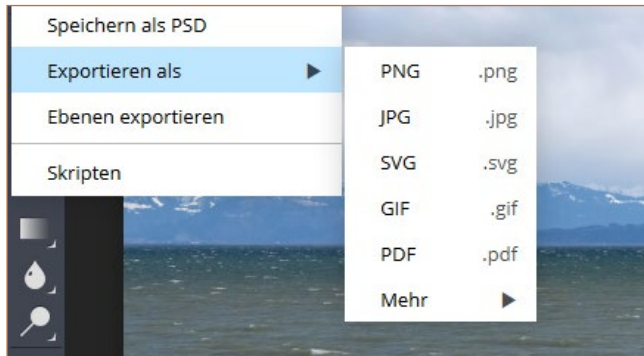 Speichern als PSD
Exportieren als
Ebenen exportieren
Skripten
PNG .png
JPG .jpg
SVG .svg
GIF .gif
PDF .pdf
Mehr